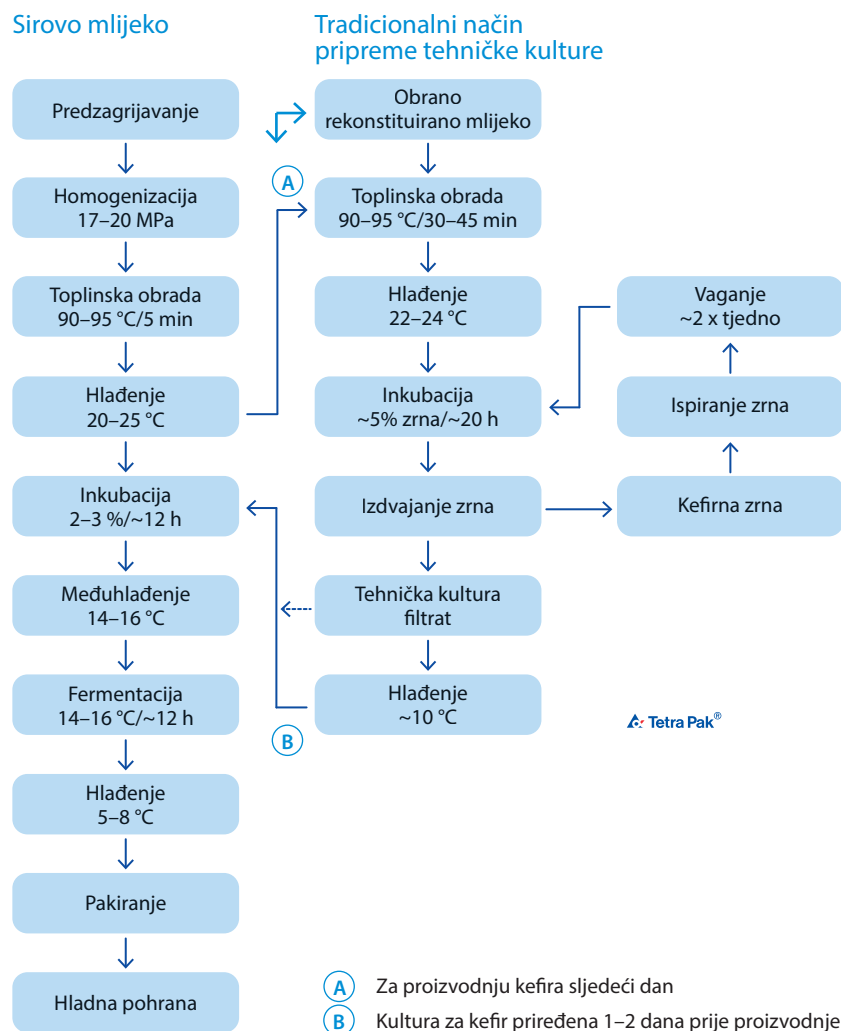 Sirovo mlijeko
Predzagrijavanje
Homogenizacija
17–20 MPa
Toplinska obrada
90–95 °C/5 min
Hlađenje
20–25 °C
Inkubacija
2–3 %/~12 h
Međuhlađenje
14–16 °C
Fermentacija
14–16 °C/~12 h
Hlađenje
5–8 °C
Pakiranje
Hladna pohrana
Tradicionalni način
pripreme tehničke kulture
Obrano
rekonstituirano mlijeko
A
Toplinska obrada
90–95 °C/30–45 min
Hlađenje
22–24 °C
Inkubacija
~5% zrna/~20 h
Izdvajanje zrna
Tehnička kultura
filtrat
Hlađenje
~10 °C
B
Vaganje
~2 x tjedno
Ispiranje zrna
Kefirna zrna
Tetra Pak®
A Za proizvodnju kefira sljedeći dan
B Kultura za kefir priređena 1–2 dana prije proizvodnje